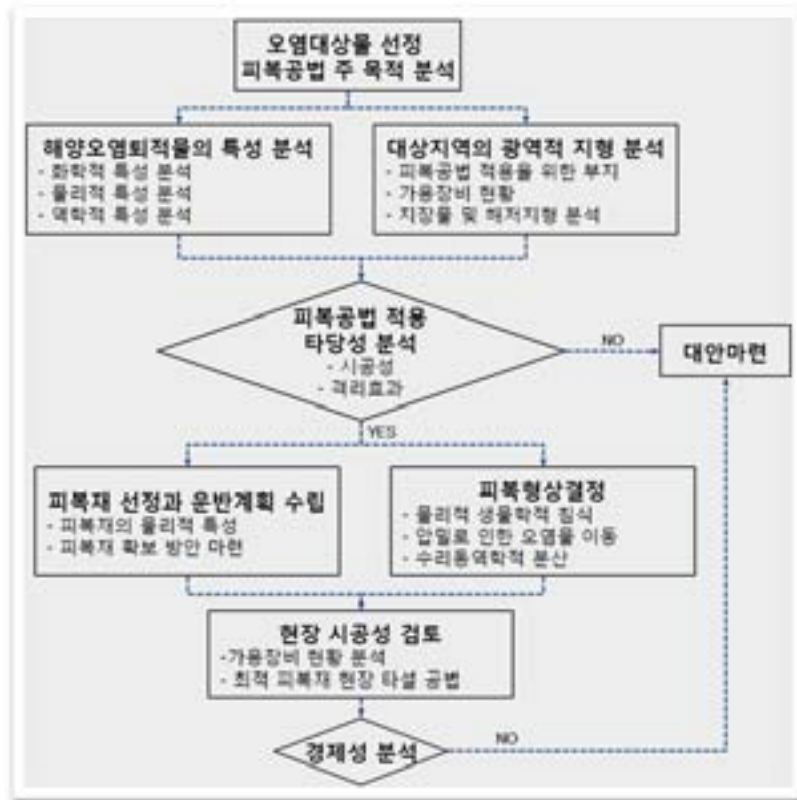 오염대상물 선정
피복공법 주 목적 분석
해양오염퇴적물의 특성 분석
- 화학적 특성 분석
- 물리적 특성 분석
- 역학적 특성 분석
대상지역의 광역적 지형 분석
- 피복공법 적용을 위한 부지
- 가용장비 현황
- 지장물 및 해저지형 분석
피복공법 적용
타당성 분석
- 시공성
- 격리효과
NO
대안마련
YES
피복재 선정과 운반계획 수립
- 피복재의 물리적 특성
- 피복재 확보 방안 마련
피복형상결정
- 물리적 생물학적 침식
- 압밀로 인한 오염물 이동
- 수리동역학적 분산
현장 시공성 검토
-가용장비 현황 분석
- 최적 피복재 현장 타설 공법
경제성 분석
NO